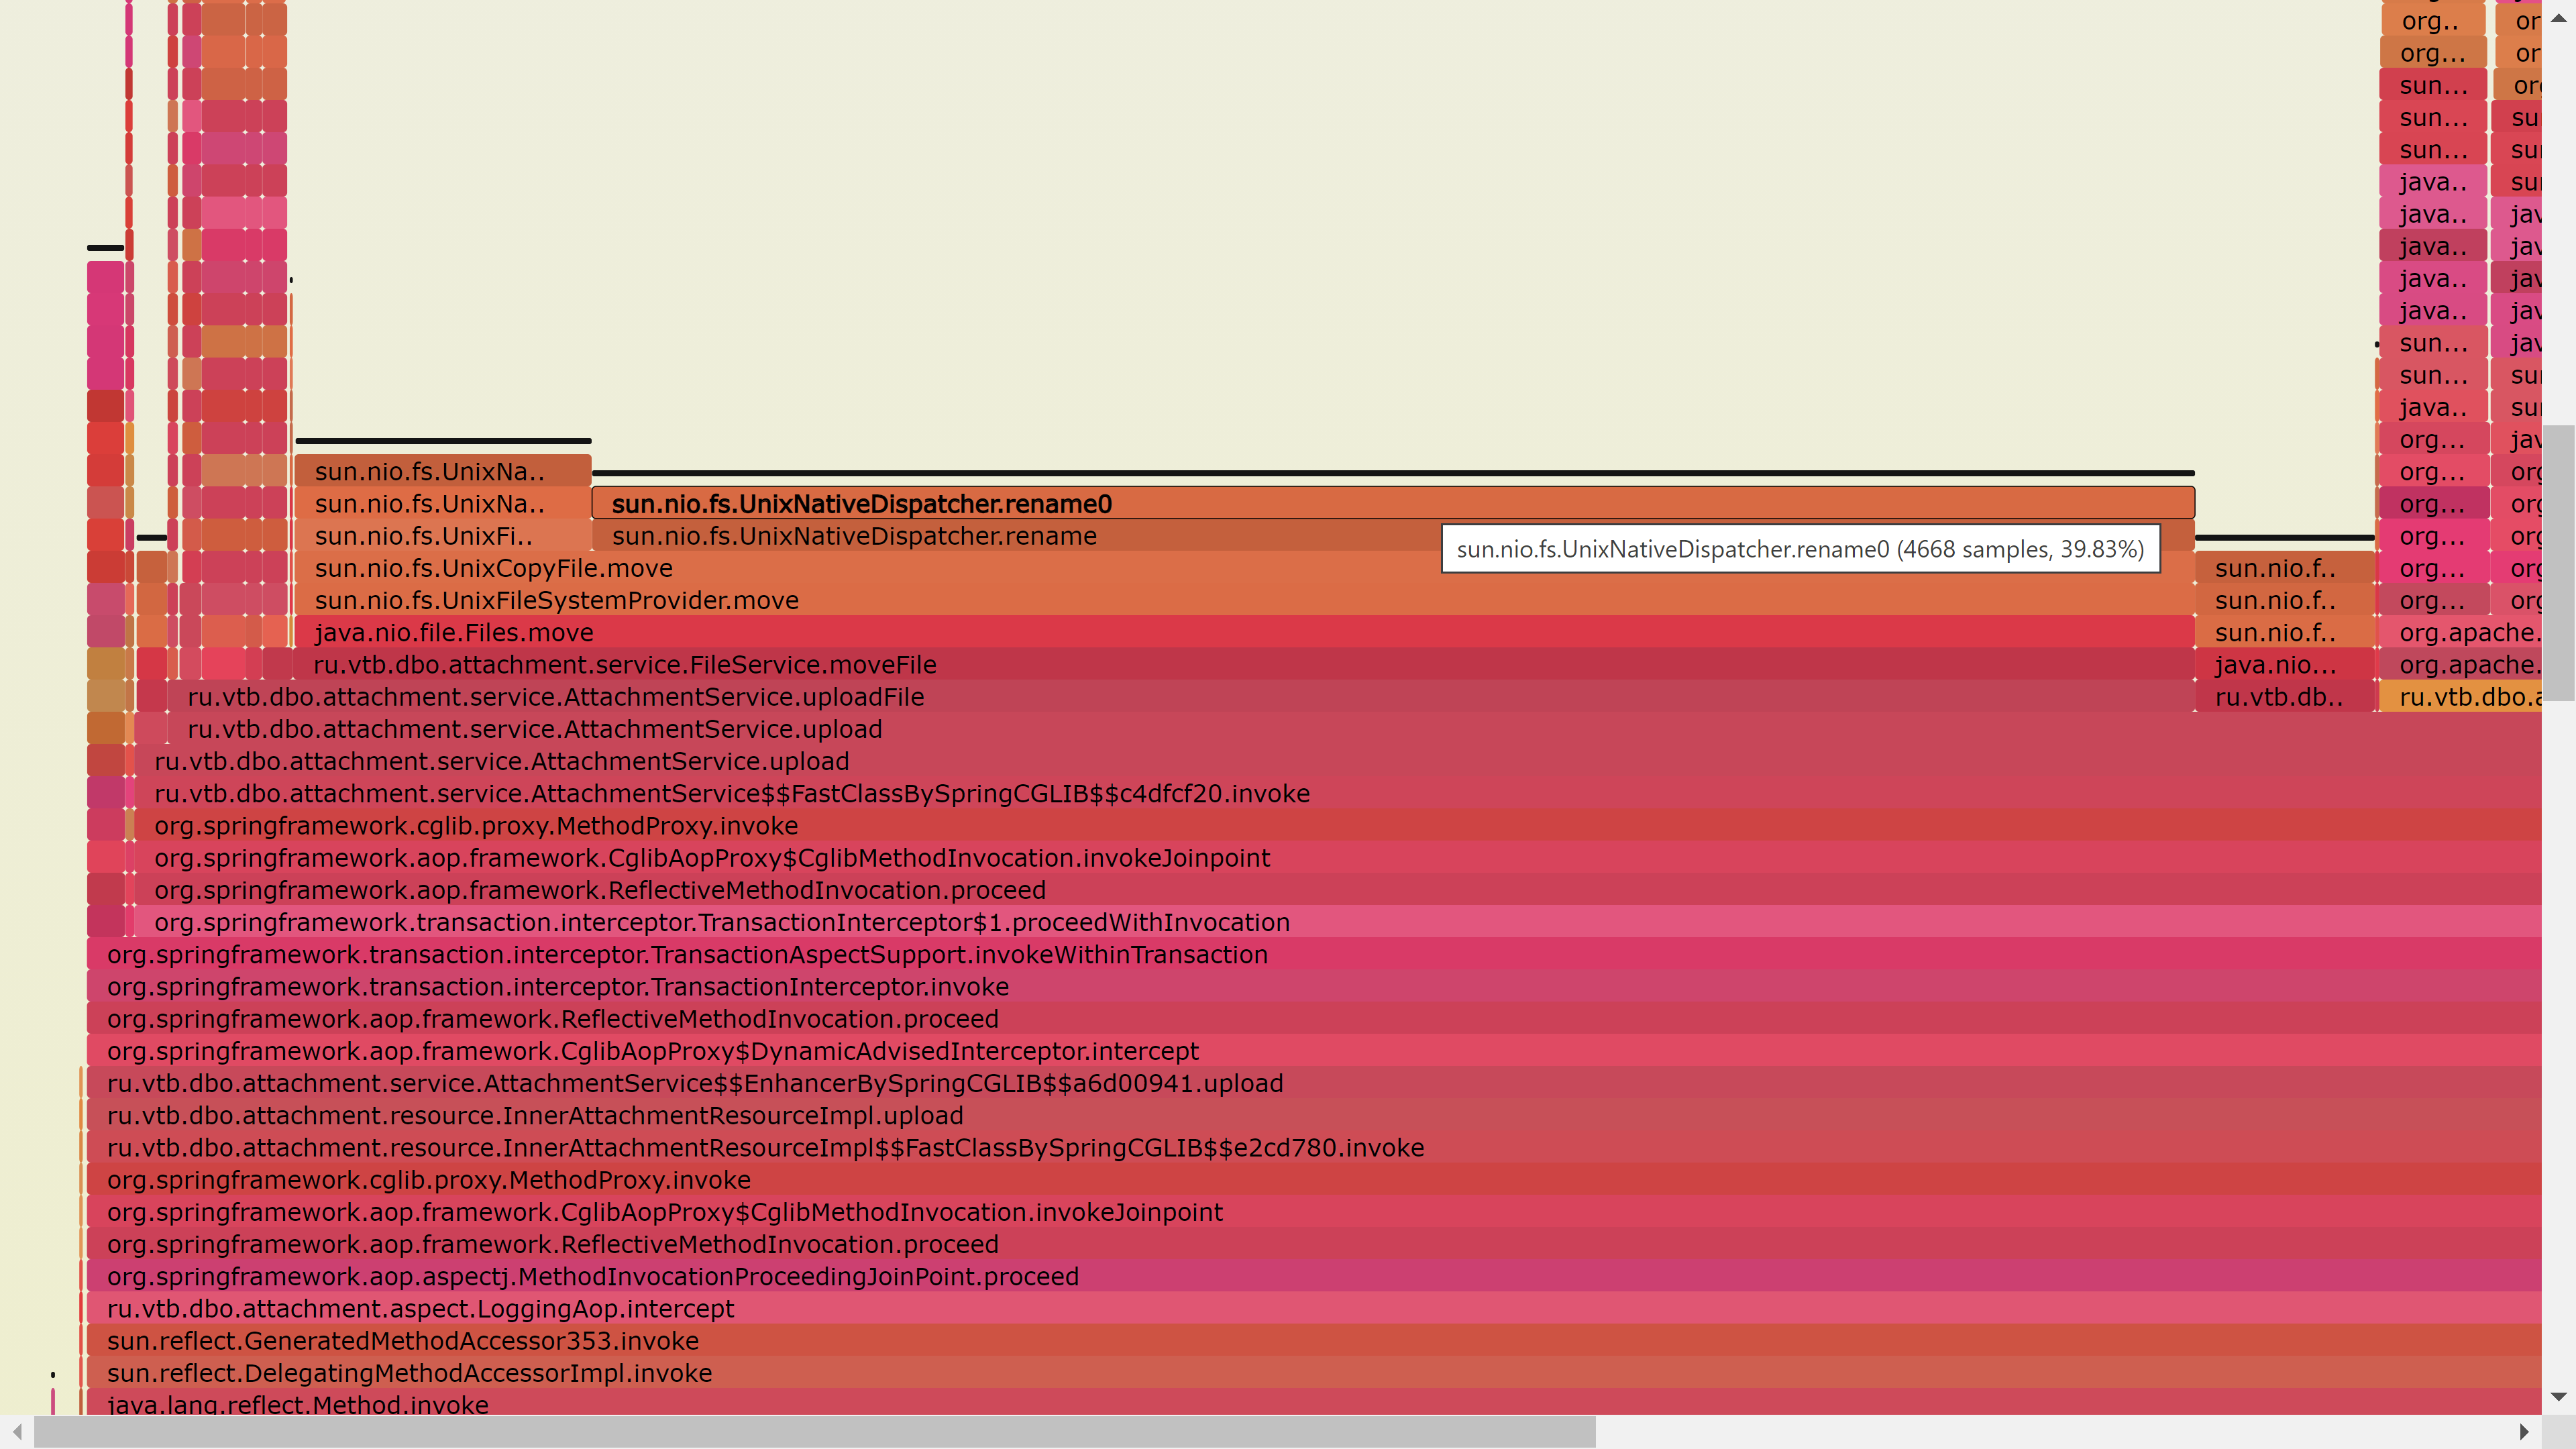 org.. or
org... or
sun... org
sun... su
sun... sun
java.. sun
java.. jav
java.. jav
java.. jav
java.. jav
sun... jav
sun... sun
java.. sun
org... jav
sun.nio.fs.UnixNa.. org... org
sun.nio.fs.UnixNa.. sun.nio.fs.UnixNativeDispatcher.rename0 org... org
sun.nio.fs.UnixFi.. sun.nio.fs.UnixNativeDispatcher.rename org... org
sun.nio.fs.UnixNativeDispatcher.rename0 (4668 samples, 39.83%)
sun.nio.fs.UnixCopyFile.move sun.nio.f.. org... org
sun.nio.fs.UnixFileSystemProvider.move sun.nio.f.. org... org
java.nio.file.Files.move sun.nio.f.. org.apache.
ru.vtb.dbo.attachment.service.FileService.moveFile java.nio... org.apache.
ru.vtb.dbo.attachment.service.AttachmentService.uploadFile ru.vtb.db.. ru.vtb.dbo.a
ru.vtb.dbo.attachment.service.AttachmentService.upload
ru.vtb.dbo.attachment.service.AttachmentService.upload
ru.vtb.dbo.attachment.service.AttachmentService$$FastClassBySpringCGLIB$$c4dfcf20.invoke
org.springframework.cglib.proxy.MethodProxy.invoke
org.springframework.aop.framework.CglibAopProxy$CglibMethodInvocation.invokeJoinpoint
org.springframework.aop.framework.ReflectiveMethodInvocation.proceed
org.springframework.transaction.interceptor.TransactionInterceptor$1.proceedWithInvocation
org.springframework.transaction.interceptor.TransactionAspectSupport.invokeWithinTransaction
org.springframework.transaction.interceptor.TransactionInterceptor.invoke
org.springframework.aop.framework.ReflectiveMethodInvocation.proceed
org.springframework.aop.framework.CglibAopProxy$DynamicAdvisedInterceptor.intercept
ru.vtb.dbo.attachment.service.AttachmentService$$EnhancerBySpringCGLIB$$a6d00941.upload
ru.vtb.dbo.attachment.resource.InnerAttachmentResourceImpl.upload
ru.vtb.dbo.attachment.resource.InnerAttachmentResourceImpl$$FastClassBySpringCGLIB$$e2cd780.invoke
org.springframework.cglib.proxy.MethodProxy.invoke
org.springframework.aop.framework.CglibAopProxy$CglibMethodInvocation.invokeJoinpoint
org.springframework.aop.framework.ReflectiveMethodInvocation.proceed
org.springframework.aop.aspectj.MethodInvocationProceedingJoinPoint.proceed
ru.vtb.dbo.attachment.aspect.LoggingAop.intercept
sun.reflect.GeneratedMethodAccessor353.invoke
sun.reflect.DelegatingMethodAccessorImpl.invoke
java.lang.reflect.Method.invoke